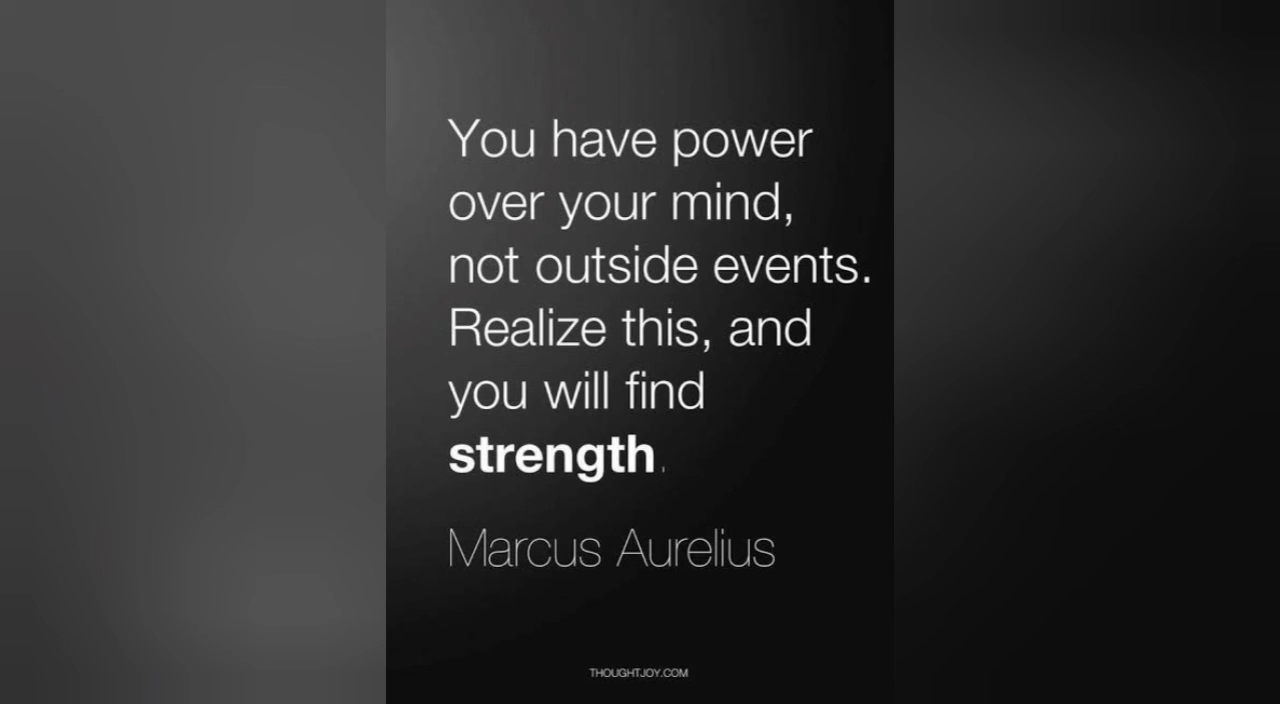 You have power
over your mind,
not outside events.
Realize this, and
you will find
strength.
Marcus Aurelius
THOUGHTJOY.COM